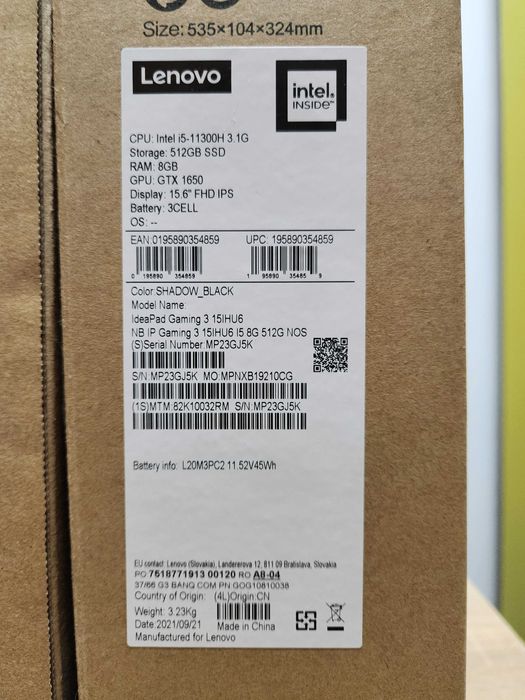 Size: 535×104×324mm
Lenovo
intel.
INSIDE™
CPU: Intel i5-11300H 3.1G
Storage: 512GB SSD
RAM: 8GB
GPU: GTX 1650
Display: 15.6" FHD IPS
Battery: 3CELL
OS: --
EAN:0195890354859 UPC: 195890354859
0 195890 354859 1 95890 35485 9
Color:SHADOW_BLACK
Model Name:
IdeaPad Gaming 3 15IHU6
NB IP Gaming 3 15IHU6 I5 8G 512G NOS
(S)Serial Number:MP23GJ5K
S/N:MP23GJ5K MO:MPNXB19210CG
(1S)MTM:82K10032RM S/N:MP23GJ5K
Battery info: L20M3PC2 11.52V45Wh
EU contact: Lenovo (Slovakia), Landererova 12, 811 09 Bratislava, Slovakia
PO 7518771913 00120 RO A8-04
37/66 G3 BANQ COM PN GOG10810038
Country of Origin: (4L)Origin:CN
Weight: 3.23Kg
Date:2021/09/21 Made in China
Manufactured for Lenovo